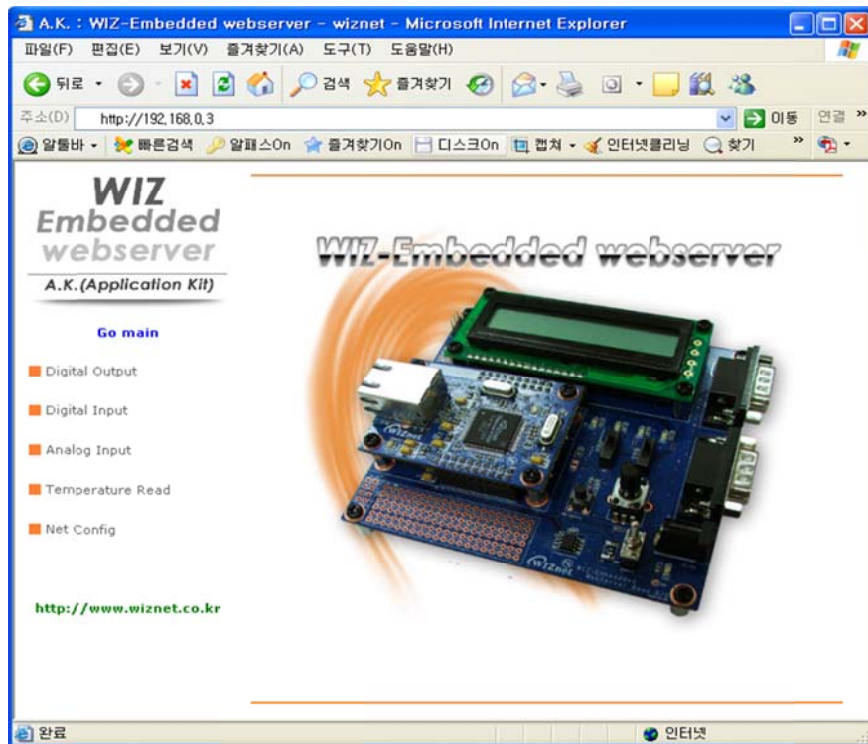 A.K. : WIZ-Embedded webserver - wiznet - Microsoft Internet Explorer
파일(F) 편집(E) 보기(V) 즐겨찾기(A) 도구(T) 도움말(H)
뒤로 검색 즐겨찾기
주소(D) http://192,168,0,3 이동 연결 »
알툴바 빠른검색 알패스On 즐겨찾기On 디스크On 캡쳐 인터넷클리닝 찾기 »
WIZ
Embedded
webserver
A.K.(Application Kit)
Go main
Digital Output
Digital Input
Analog Input
Temperature Read
Net Config
http://www.wiznet.co.kr
WIZ-Embedded webserver
WIZnet
WIZnet
완료 인터넷